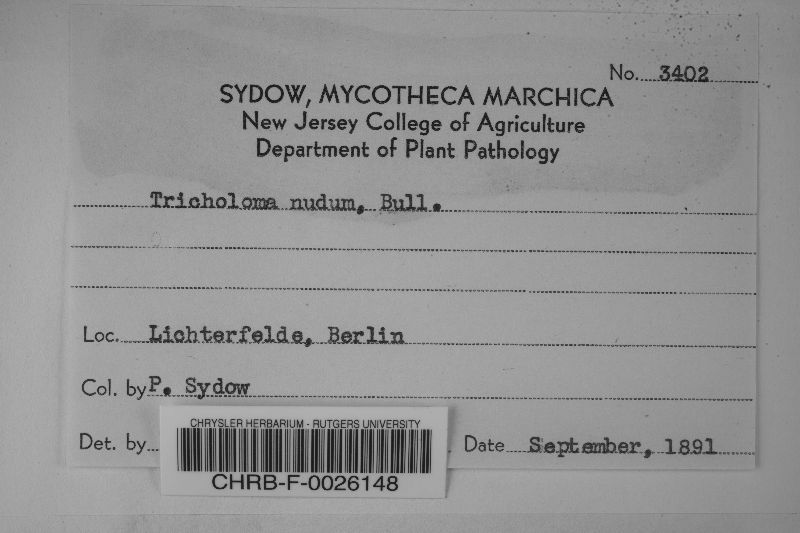 No. 3402
SYDOW, MYCOTHECA MARCHICA
New Jersey College of Agriculture
Department of Plant Pathology
Tricholoma nudum, Bull.
Loc. Lichterfelde, Berlin
Col. by P. Sydow
Det. by
Date September, 1891
CHRYSLER HERBARIUM - RUTGERS UNIVERSITY
CHRB-F-0026148